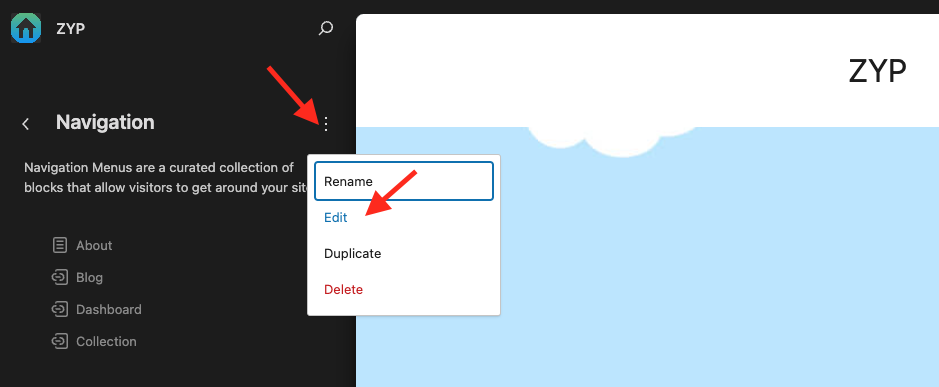 ZYP
ZYP
Navigation
Navigation Menus are a curated collection of
blocks that allow visitors to get around your sit
Rename
Edit
Duplicate
Delete
About
Blog
Dashboard
Collection